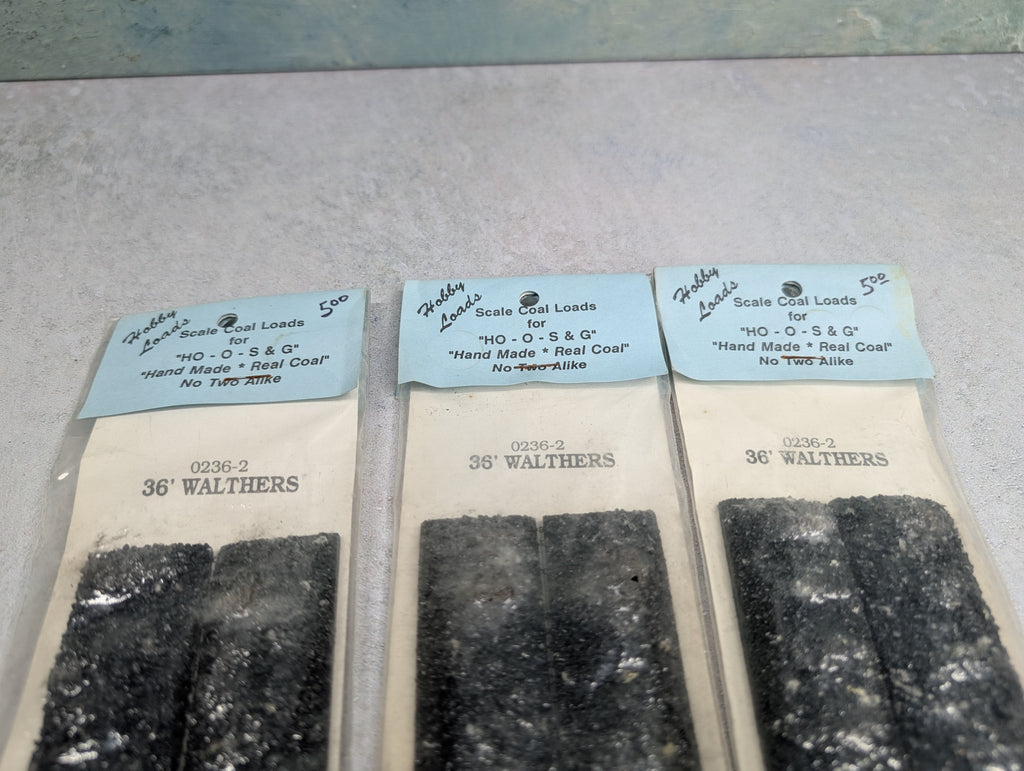 Hobby
Loads
5.00
Scale Coal Loads
for
"HO - O - S & G"
"Hand Made * Real Coal"
No Two Alike
0236-2
36' WALTHERS
Hobby
Loads
Scale Coal Loads
for
"HO - O - S & G"
"Hand Made * Real Coal"
No Two Alike
0236-2
36' WALTHERS
Hobby
Loads
5.00
Scale Coal Loads
for
"HO - O - S & G"
"Hand Made * Real Coal"
No Two Alike
0236-2
36' WALTHERS